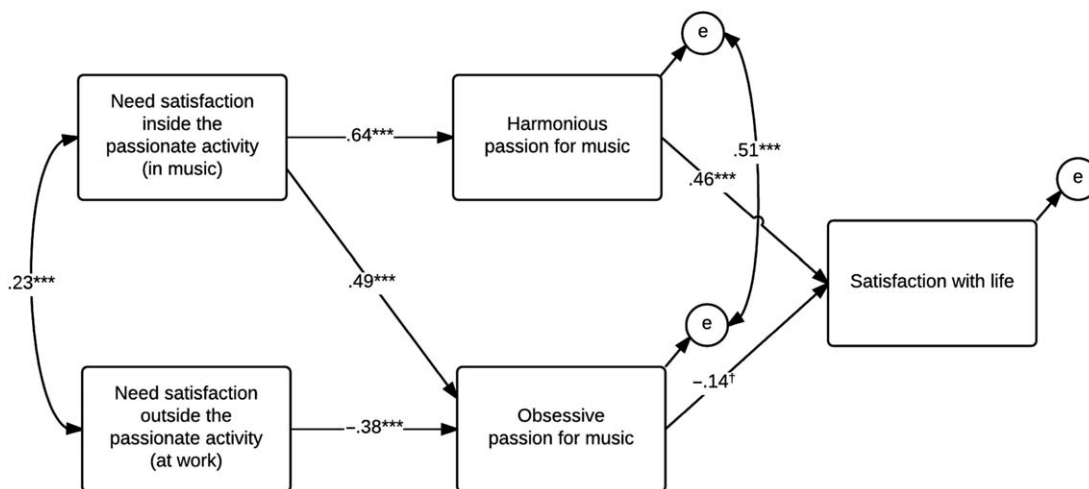 e
Need satisfaction
inside the
passionate activity
(in music)
.64***
Harmonious
passion for music
.51***
.46***
e
.23***
.49***
Satisfaction with life
e
Need satisfaction
outside the
passionate activity
(at work)
–.38***
Obsessive
passion for music
–.14†